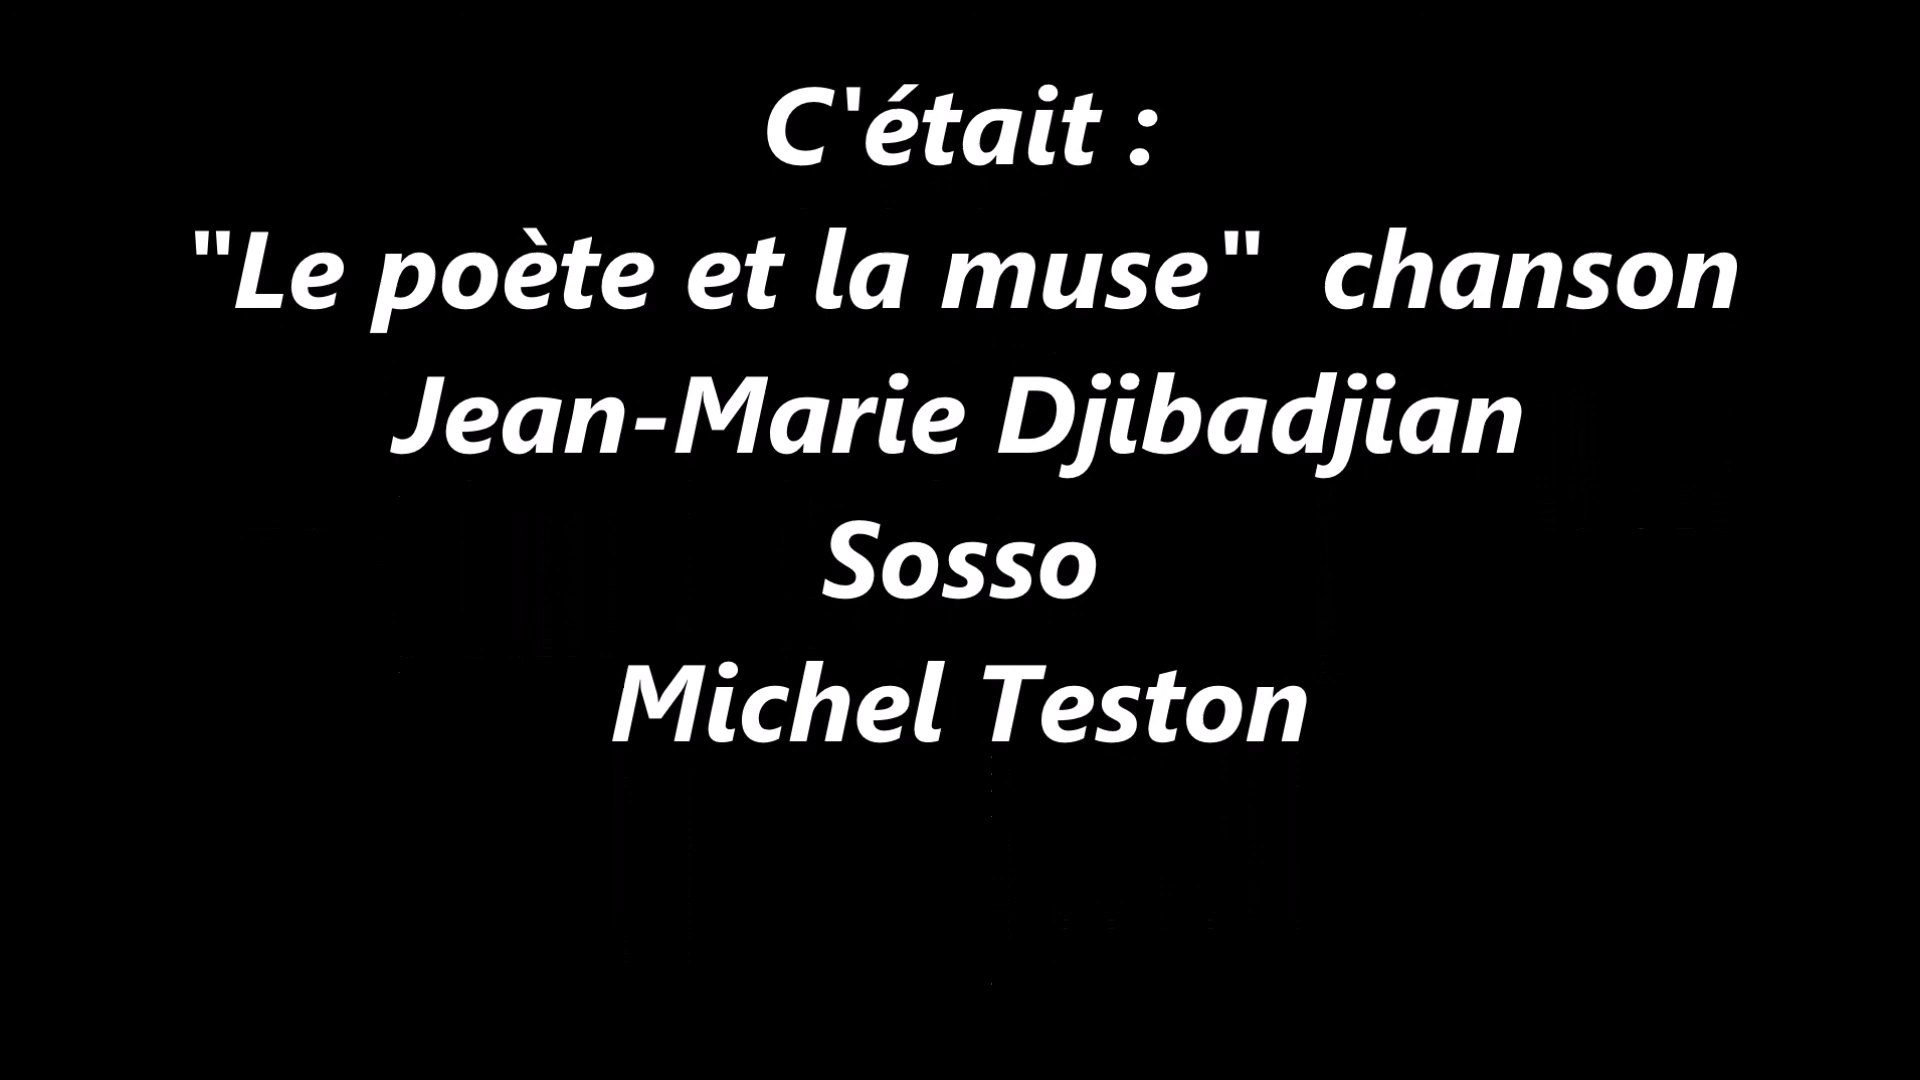 C'était :
"Le poète et la muse"  chanson
Jean-Marie Djibadjian
Sosso
Michel Teston